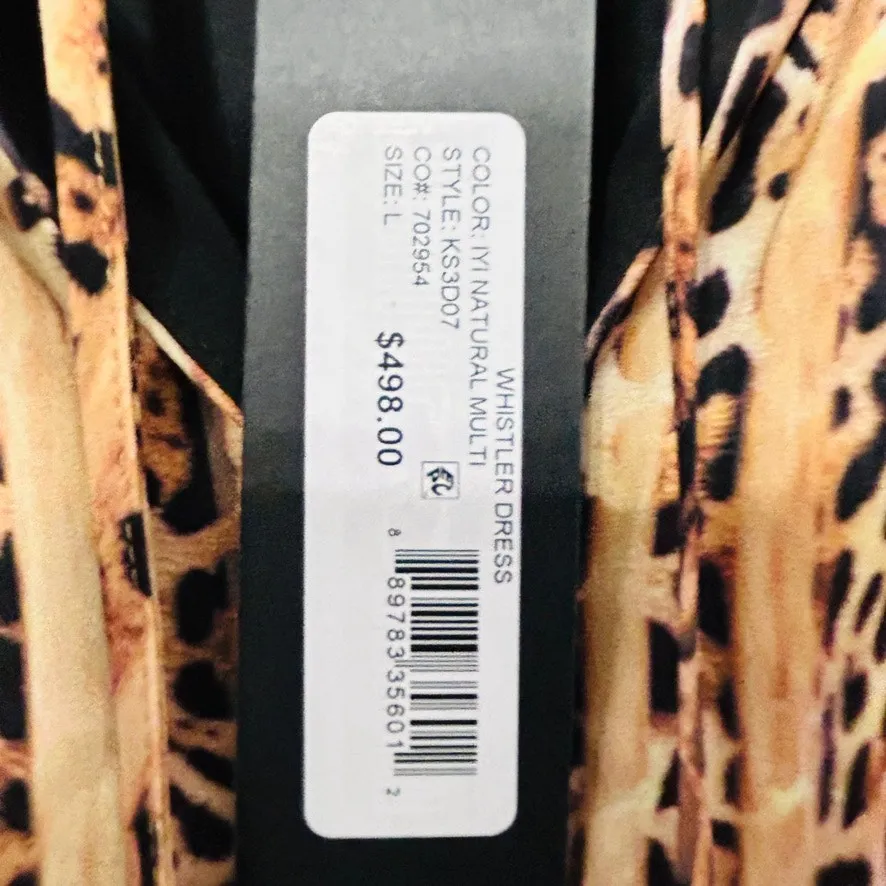 WHISTLER DRESS
COLOR: IYI NATURAL MULTI
STYLE: KS3D07
CO#: 702954
SIZE: L
$498.00
8 89783 35601 2